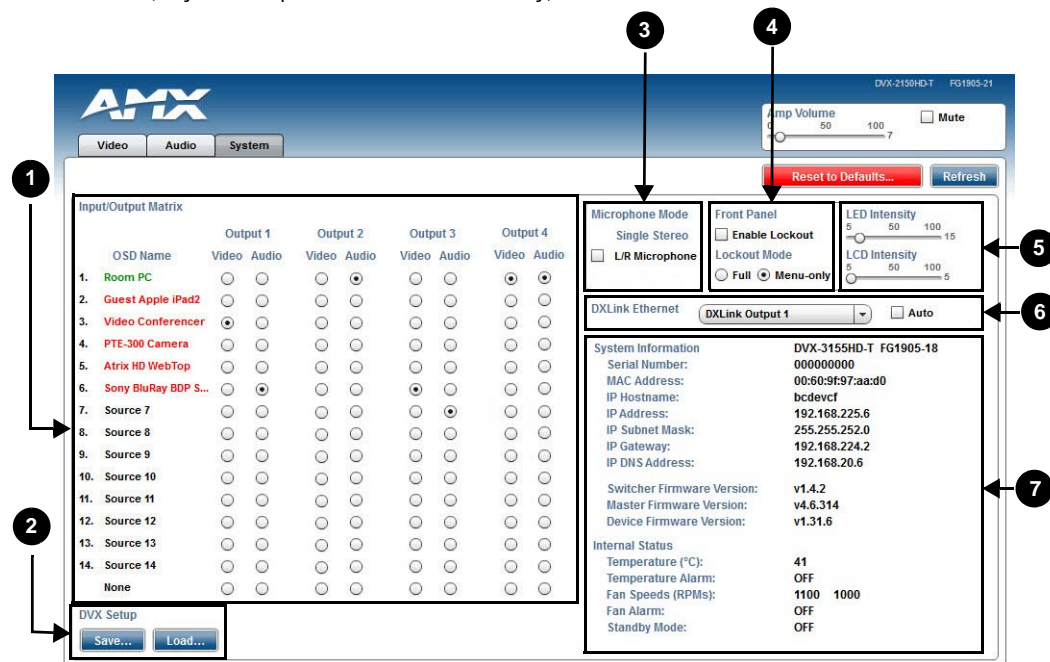 3
4
DVX-2150HD-T FG1905-21
AMX
Amp Volume
0 50 100
7
Mute
Video Audio System
Reset to Defaults... Refresh
1
Input/Output Matrix
Output 1 Output 2 Output 3 Output 4
OSD Name Video Audio Video Audio Video Audio Video Audio
1. Room PC
2. Guest Apple iPad2
3. Video Conferencer
4. PTE-300 Camera
5. Atrix HD WebTop
6. Sony BluRay BDP S...
7. Source 7
8. Source 8
9. Source 9
10. Source 10
11. Source 11
12. Source 12
13. Source 13
14. Source 14
None
2
DVX Setup
Save... Load...
Microphone Mode
Single Stereo
L/R Microphone
Front Panel
Enable Lockout
Lockout Mode
Full Menu-only
LED Intensity
5 50 100
15
LCD Intensity
5 50 100
5
5
DXLink Ethernet DXLink Output 1 Auto
6
System Information DVX-3155HD-T FG1905-18
Serial Number: 000000000
MAC Address: 00:60:9f:97:aa:d0
IP Hostname: bcdevcf
IP Address: 192.168.225.6
IP Subnet Mask: 255.255.252.0
IP Gateway: 192.168.224.2
IP DNS Address: 192.168.20.6
Switcher Firmware Version: v1.4.2
Master Firmware Version: v4.6.314
Device Firmware Version: v1.31.6
7
Internal Status
Temperature (°C): 41
Temperature Alarm: OFF
Fan Speeds (RPMs): 1100 1000
Fan Alarm: OFF
Standby Mode: OFF